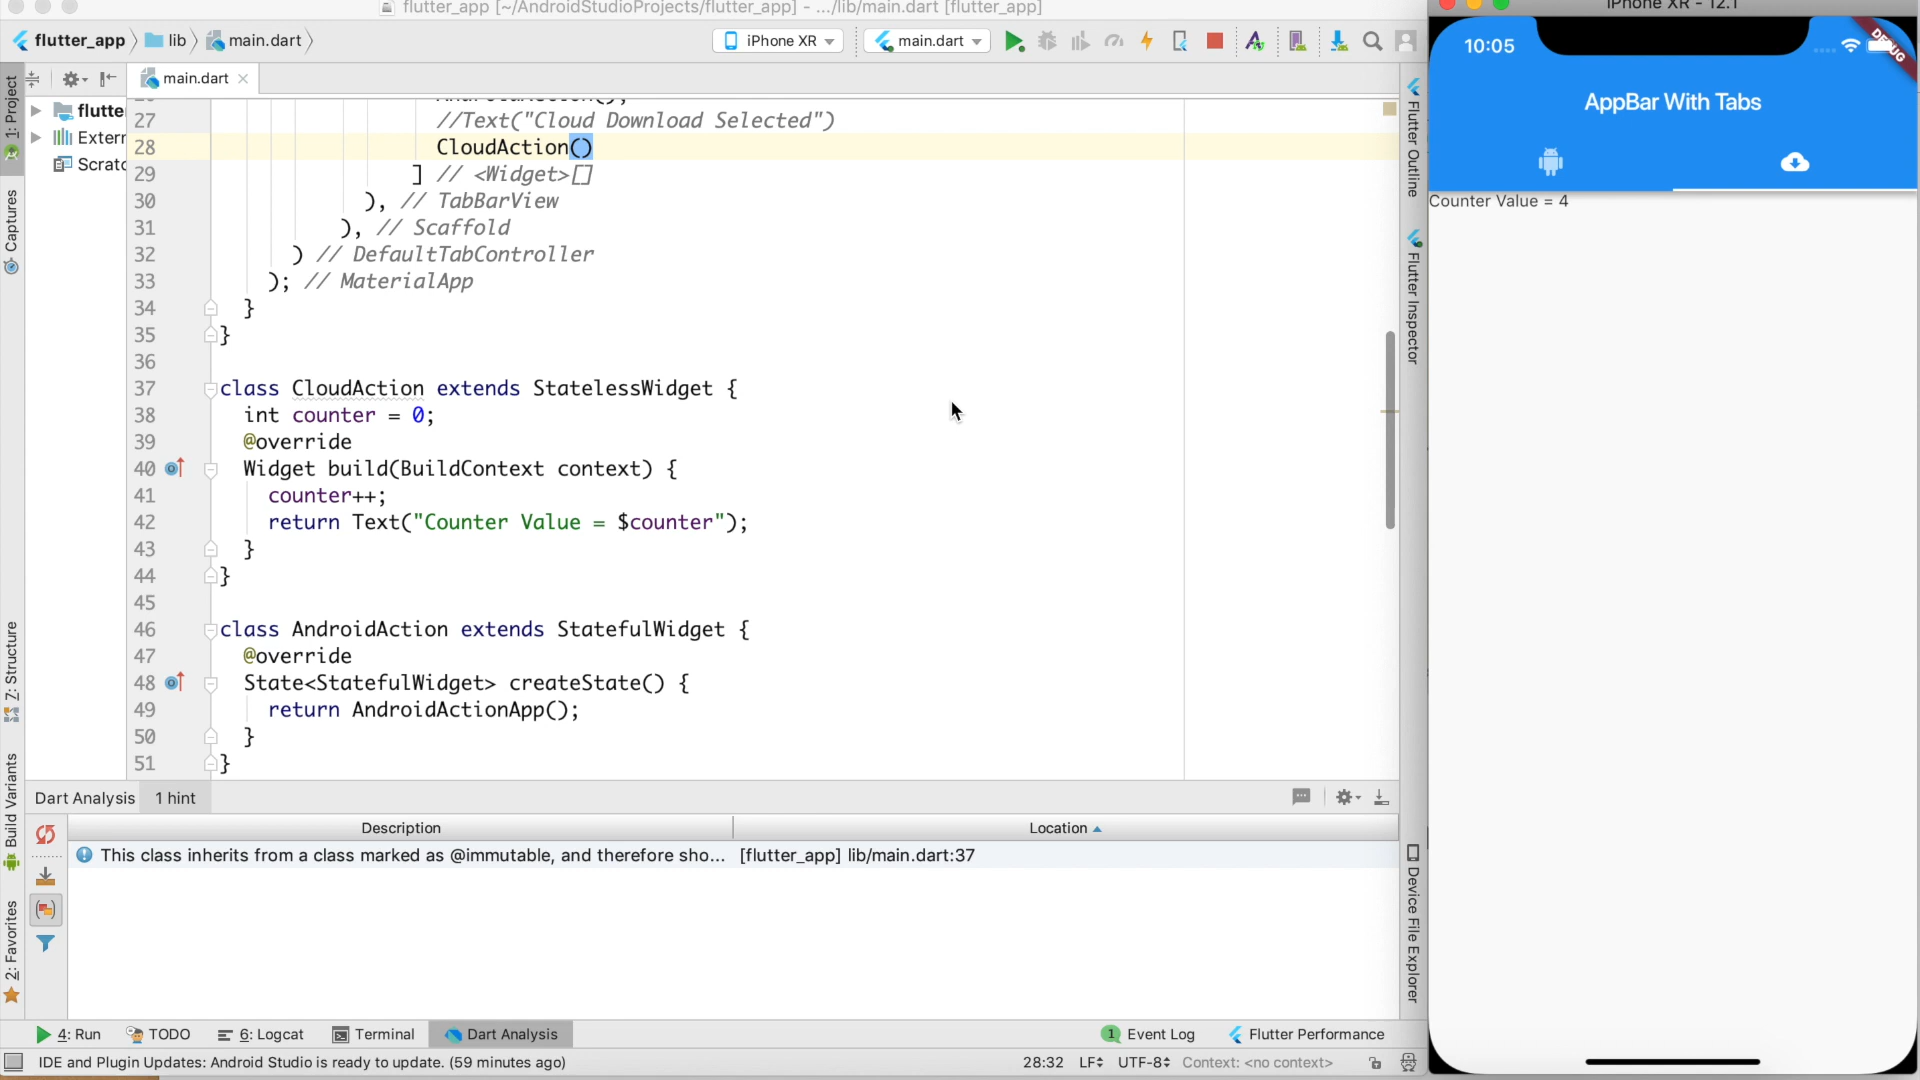 flutter_app [~/AndroidStudioProjects/flutter_app] - .../lib/main.dart [flutter_app]
iPhone XR - 12.1
flutter_app
lib
main.dart
iPhone XR
main.dart
main.dart
1: Project
Captures
7: Structure
Build Variants
2: Favorites
flutte
Extern
Scratc
27 //Text("Cloud Download Selected")
28 CloudAction()
29 ] // <Widget>[]
30 ), // TabBarView
31 ), // Scaffold
32 ) // DefaultTabController
33 ); // MaterialApp
34 }
35 }
36
37 class CloudAction extends StatelessWidget {
38 int counter = 0;
39 @override
40 Widget build(BuildContext context) {
41 counter++;
42 return Text("Counter Value = $counter");
43 }
44 }
45
46 class AndroidAction extends StatefulWidget {
47 @override
48 State<StatefulWidget> createState() {
49 return AndroidActionApp();
50 }
51 }
Flutter Outline
Flutter Inspector
Device File Explorer
10:05
DEBUG
AppBar With Tabs
Counter Value = 4
Dart Analysis
1 hint
Description
Location
This class inherits from a class marked as @immutable, and therefore sho...
[flutter_app] lib/main.dart:37
4: Run
TODO
6: Logcat
Terminal
Dart Analysis
1 Event Log
Flutter Performance
IDE and Plugin Updates: Android Studio is ready to update. (59 minutes ago)
28:32
LF
UTF-8
Context: <no context>